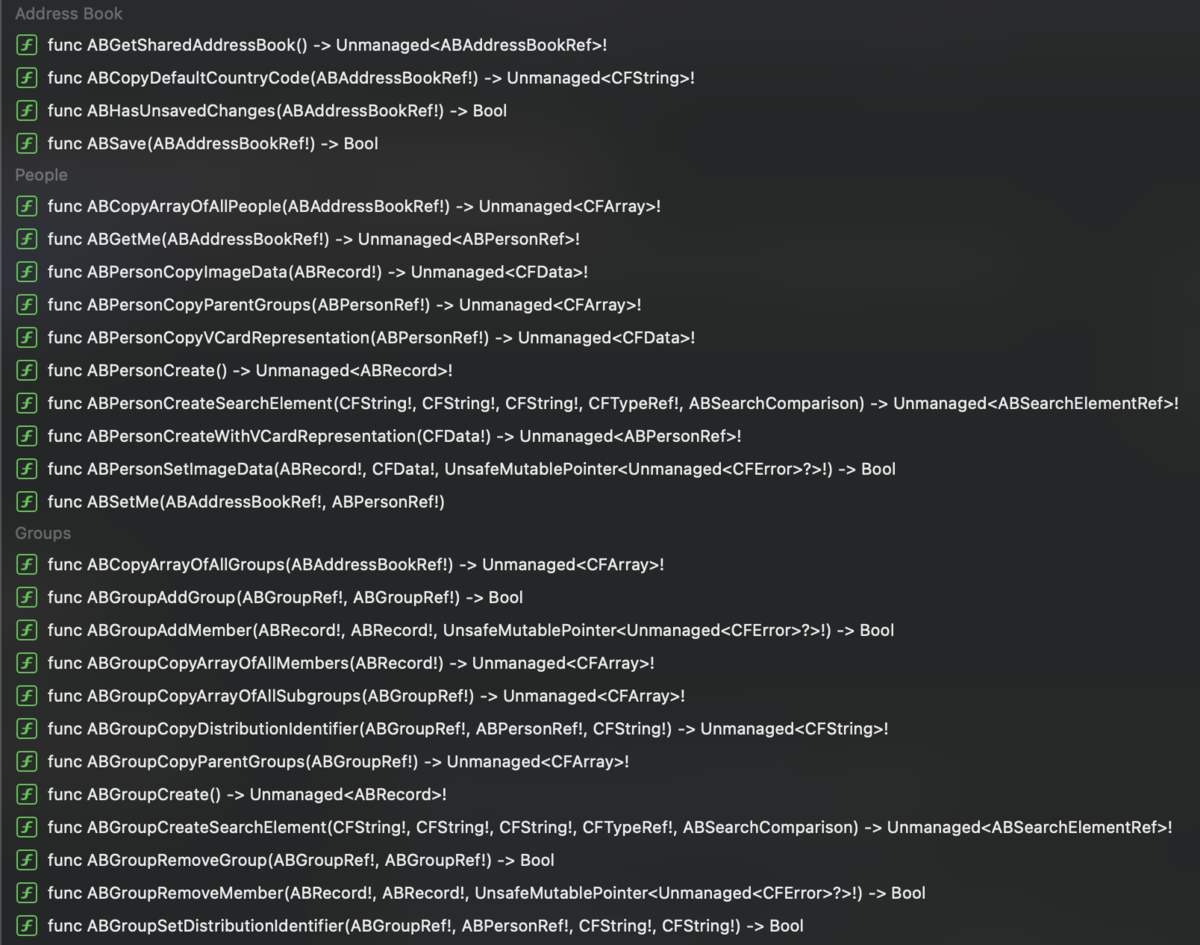 Address Book
func ABGetSharedAddressBook() -> Unmanaged<ABAddressBookRef>!
func ABCopyDefaultCountryCode(ABAddressBookRef!) -> Unmanaged<CFString>!
func ABHasUnsavedChanges(ABAddressBookRef!) -> Bool
func ABSave(ABAddressBookRef!) -> Bool
People
func ABCopyArrayOfAllPeople(ABAddressBookRef!) -> Unmanaged<CFArray>!
func ABGetMe(ABAddressBookRef!) -> Unmanaged<ABPersonRef>!
func ABPersonCopyImageData(ABRecord!) -> Unmanaged<CFData>!
func ABPersonCopyParentGroups(ABPersonRef!) -> Unmanaged<CFArray>!
func ABPersonCopyVCardRepresentation(ABPersonRef!) -> Unmanaged<CFData>!
func ABPersonCreate() -> Unmanaged<ABRecord>!
func ABPersonCreateSearchElement(CFString!, CFString!, CFString!, CFTypeRef!, ABSearchComparison) -> Unmanaged<ABSearchElementRef>!
func ABPersonCreateWithVCardRepresentation(CFData!) -> Unmanaged<ABPersonRef>!
func ABPersonSetImageData(ABRecord!, CFData!, UnsafeMutablePointer<Unmanaged<CFError>?>!) -> Bool
func ABSetMe(ABAddressBookRef!, ABPersonRef!)
Groups
func ABCopyArrayOfAllGroups(ABAddressBookRef!) -> Unmanaged<CFArray>!
func ABGroupAddGroup(ABGroupRef!, ABGroupRef!) -> Bool
func ABGroupAddMember(ABRecord!, ABRecord!, UnsafeMutablePointer<Unmanaged<CFError>?>!) -> Bool
func ABGroupCopyArrayOfAllMembers(ABRecord!) -> Unmanaged<CFArray>!
func ABGroupCopyArrayOfAllSubgroups(ABGroupRef!) -> Unmanaged<CFArray>!
func ABGroupCopyDistributionIdentifier(ABGroupRef!, ABPersonRef!, CFString!) -> Unmanaged<CFString>!
func ABGroupCopyParentGroups(ABGroupRef!) -> Unmanaged<CFArray>!
func ABGroupCreate() -> Unmanaged<ABRecord>!
func ABGroupCreateSearchElement(CFString!, CFString!, CFString!, CFTypeRef!, ABSearchComparison) -> Unmanaged<ABSearchElementRef>!
func ABGroupRemoveGroup(ABGroupRef!, ABGroupRef!) -> Bool
func ABGroupRemoveMember(ABRecord!, ABRecord!, UnsafeMutablePointer<Unmanaged<CFError>?>!) -> Bool
func ABGroupSetDistributionIdentifier(ABGroupRef!, ABPersonRef!, CFString!, CFString!) -> Bool